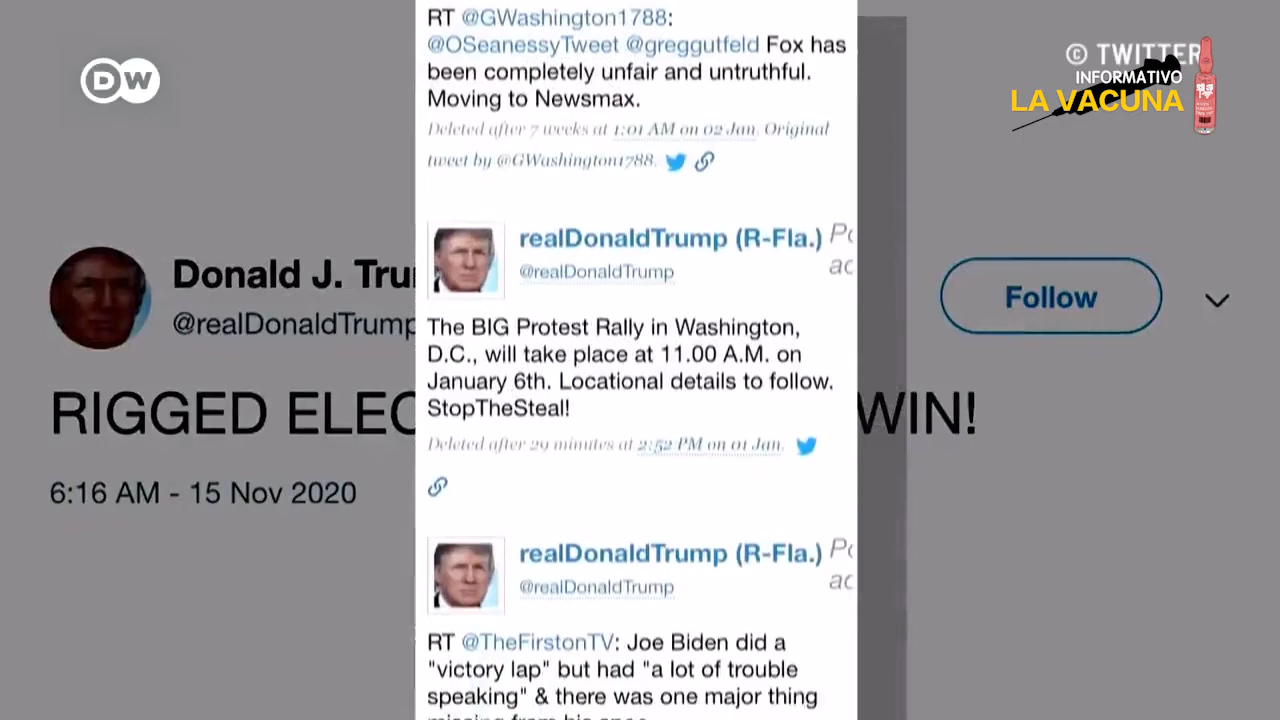 DW
© TWITTER
INFORMATIVO
LA VACUNA
RT @GWashington1788:
@OSeanessyTweet @greggutfeld Fox has
been completely unfair and untruthful.
Moving to Newsmax.
Deleted after 7 weeks at 1:01 AM on 02 Jan. Original
tweet by @GWashington1788.
realDonaldTrump (R-Fla.)
@realDonaldTrump
The BIG Protest Rally in Washington,
D.C., will take place at 11.00 A.M. on
January 6th. Locational details to follow.
StopTheSteal!
Deleted after 29 minutes at 2:52 PM on 01 Jan.
realDonaldTrump (R-Fla.)
@realDonaldTrump
RT @TheFirstonTV: Joe Biden did a
"victory lap" but had "a lot of trouble
speaking" & there was one major thing
Donald J. Tru
@realDonaldTrump
Follow
RIGGED ELEC WIN!
6:16 AM - 15 Nov 2020